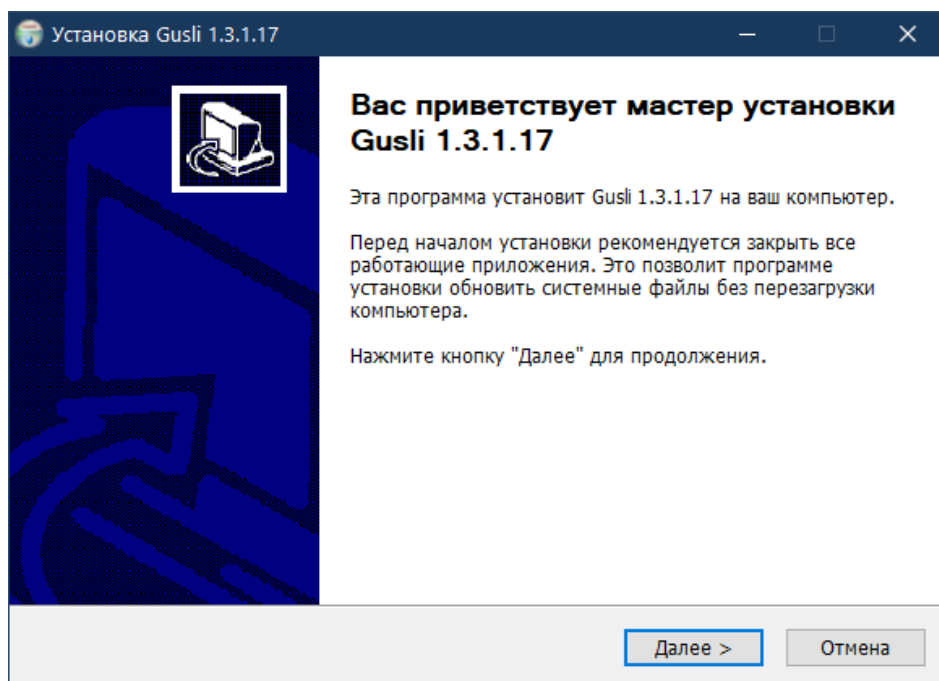 Установка Gusli 1.3.1.17
Вас приветствует мастер установки
Gusli 1.3.1.17
Эта программа установит Gusli 1.3.1.17 на ваш компьютер.
Перед началом установки рекомендуется закрыть все
работающие приложения. Это позволит программе
установки обновить системные файлы без перезагрузки
компьютера.
Нажмите кнопку "Далее" для продолжения.
Далее >
Отмена